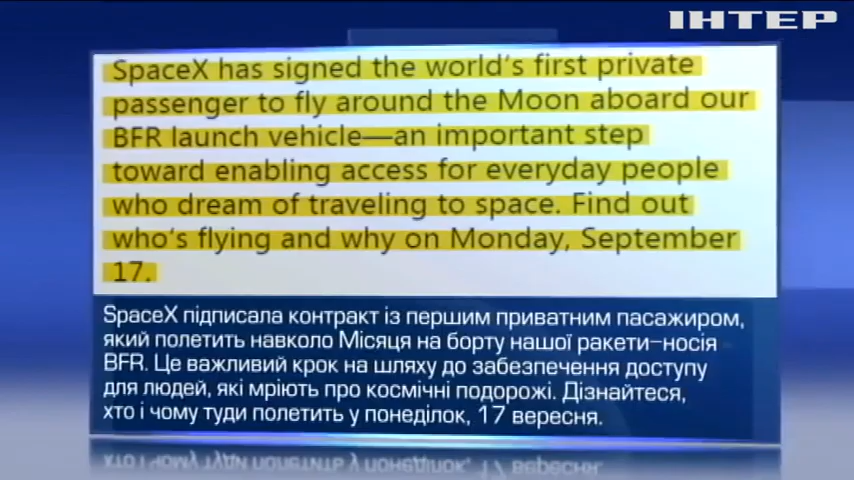 ІНТЕР
SpaceX has signed the world's first private
passenger to fly around the Moon aboard our
BFR launch vehicle—an important step
toward enabling access for everyday people
who dream of traveling to space. Find out
who's flying and why on Monday, September
17.
SpaceX підписала контракт із першим приватним пасажиром,
який полетить навколо Місяця на борту нашої ракети-носія
BFR. Це важливий крок на шляху до забезпечення доступу
для людей, які мріють про космічні подорожі. Дізнайтеся,
хто і чому туди полетить у понеділок, 17 вересня.